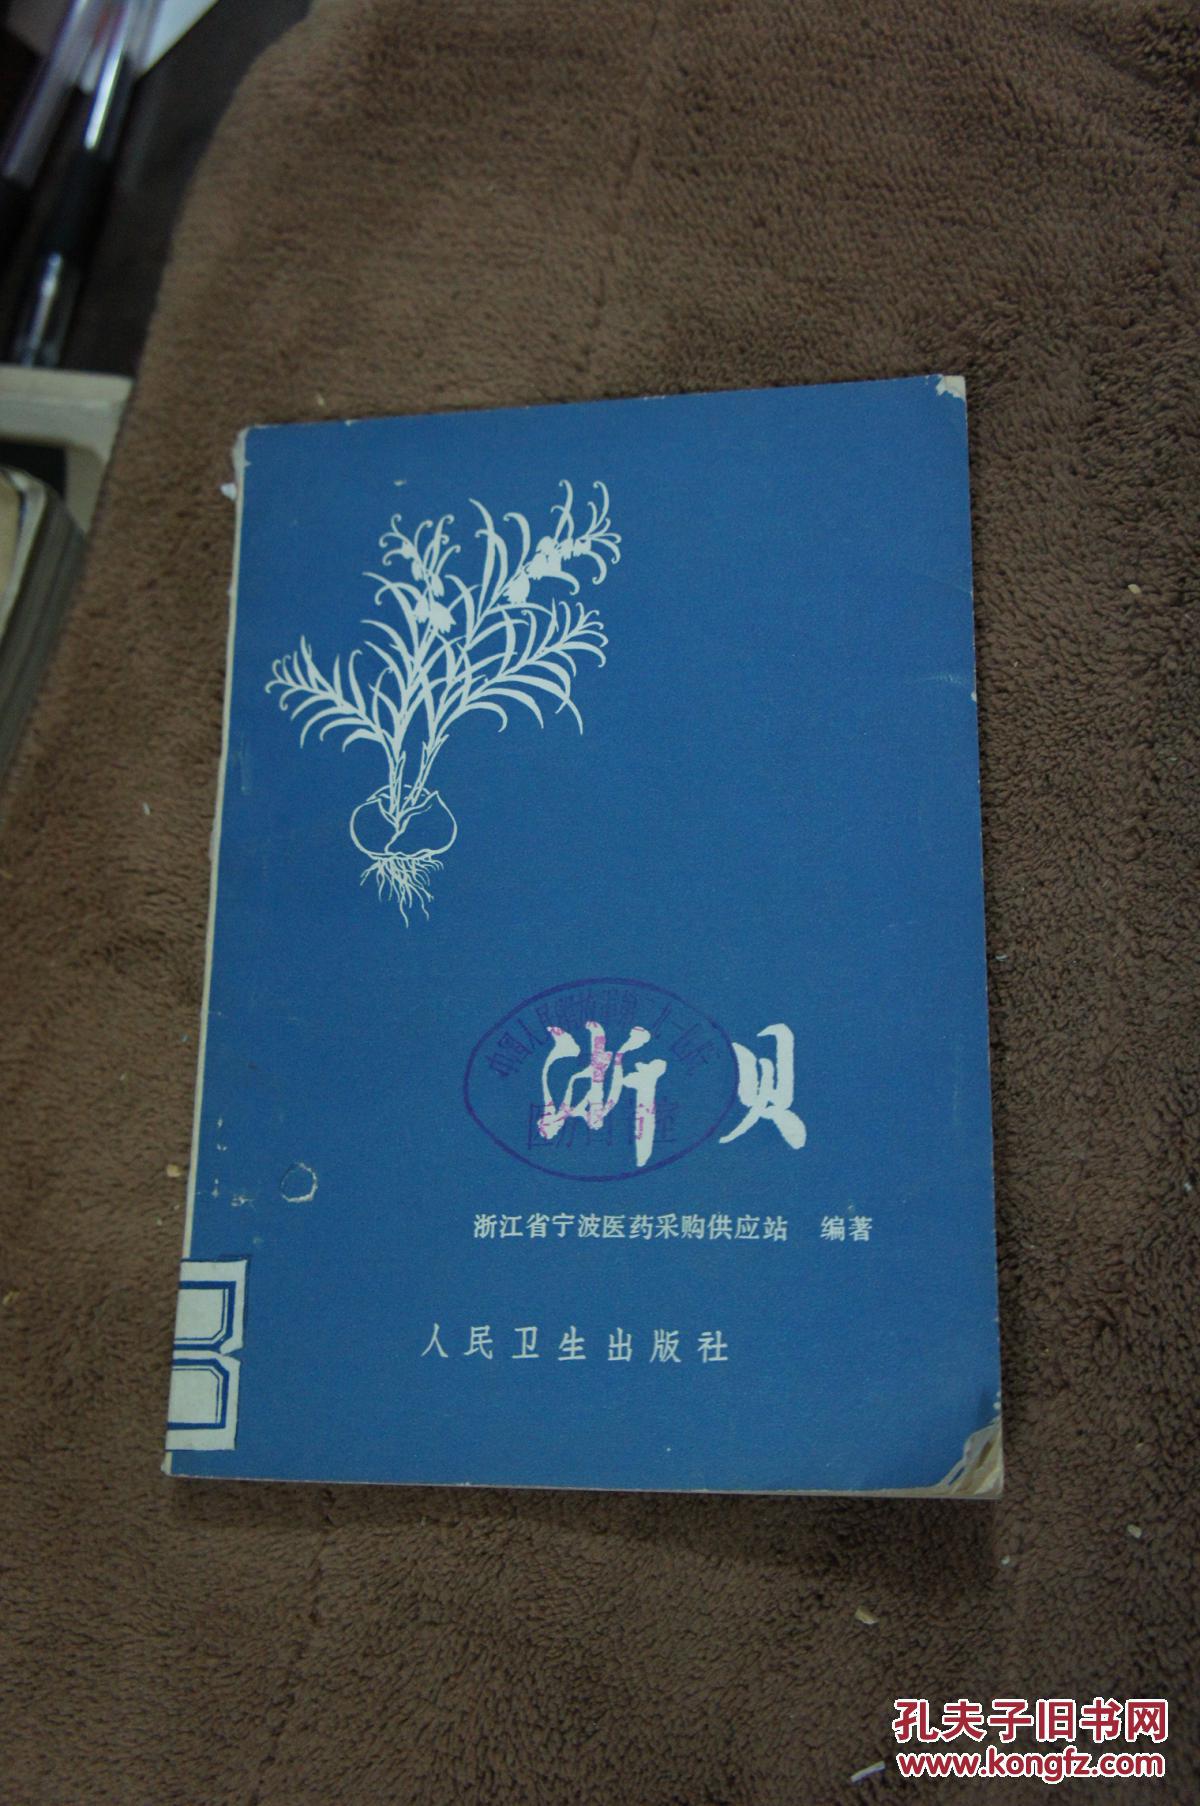 浙贝
浙江省宁波医药采购供应站 编著
人民卫生出版社
孔夫子旧书网
www.kongfz.com